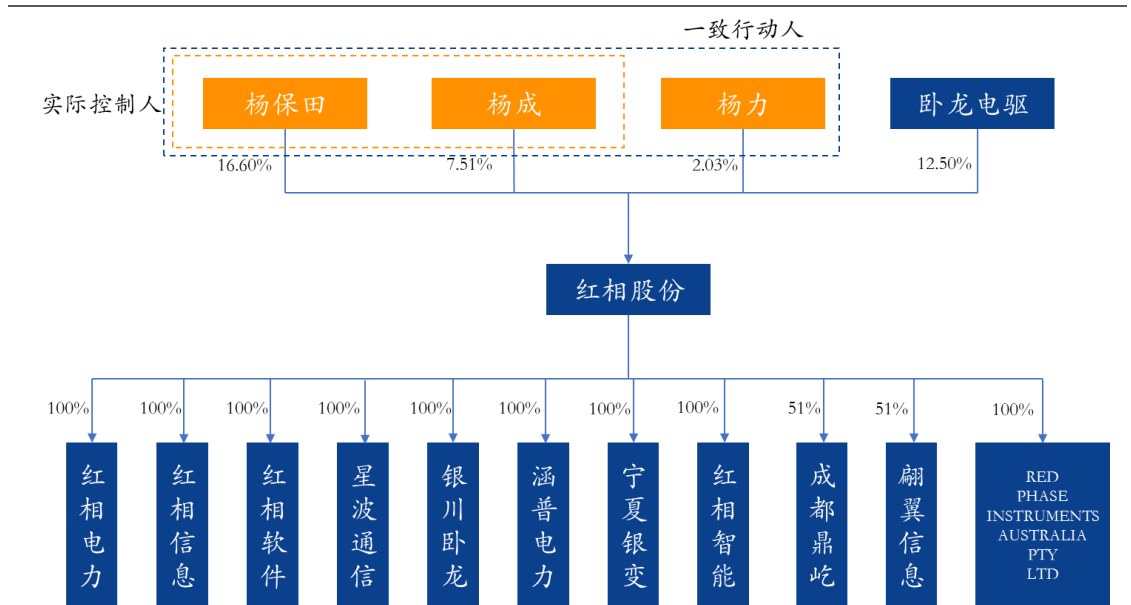 一致行动人
实际控制人
杨保田
杨成
杨力
卧龙电驱
16.60%
7.51%
2.03%
12.50%
红相股份
100%
100%
100%
100%
100%
100%
100%
100%
51%
51%
100%
红相电力
红相信息
红相软件
星波通信
银川卧龙
涵普电力
宁夏银变
红相智能
成都鼎屹
翩翼信息
RED
PHASE
INSTRUMENTS
AUSTRALIA
PTY
LTD